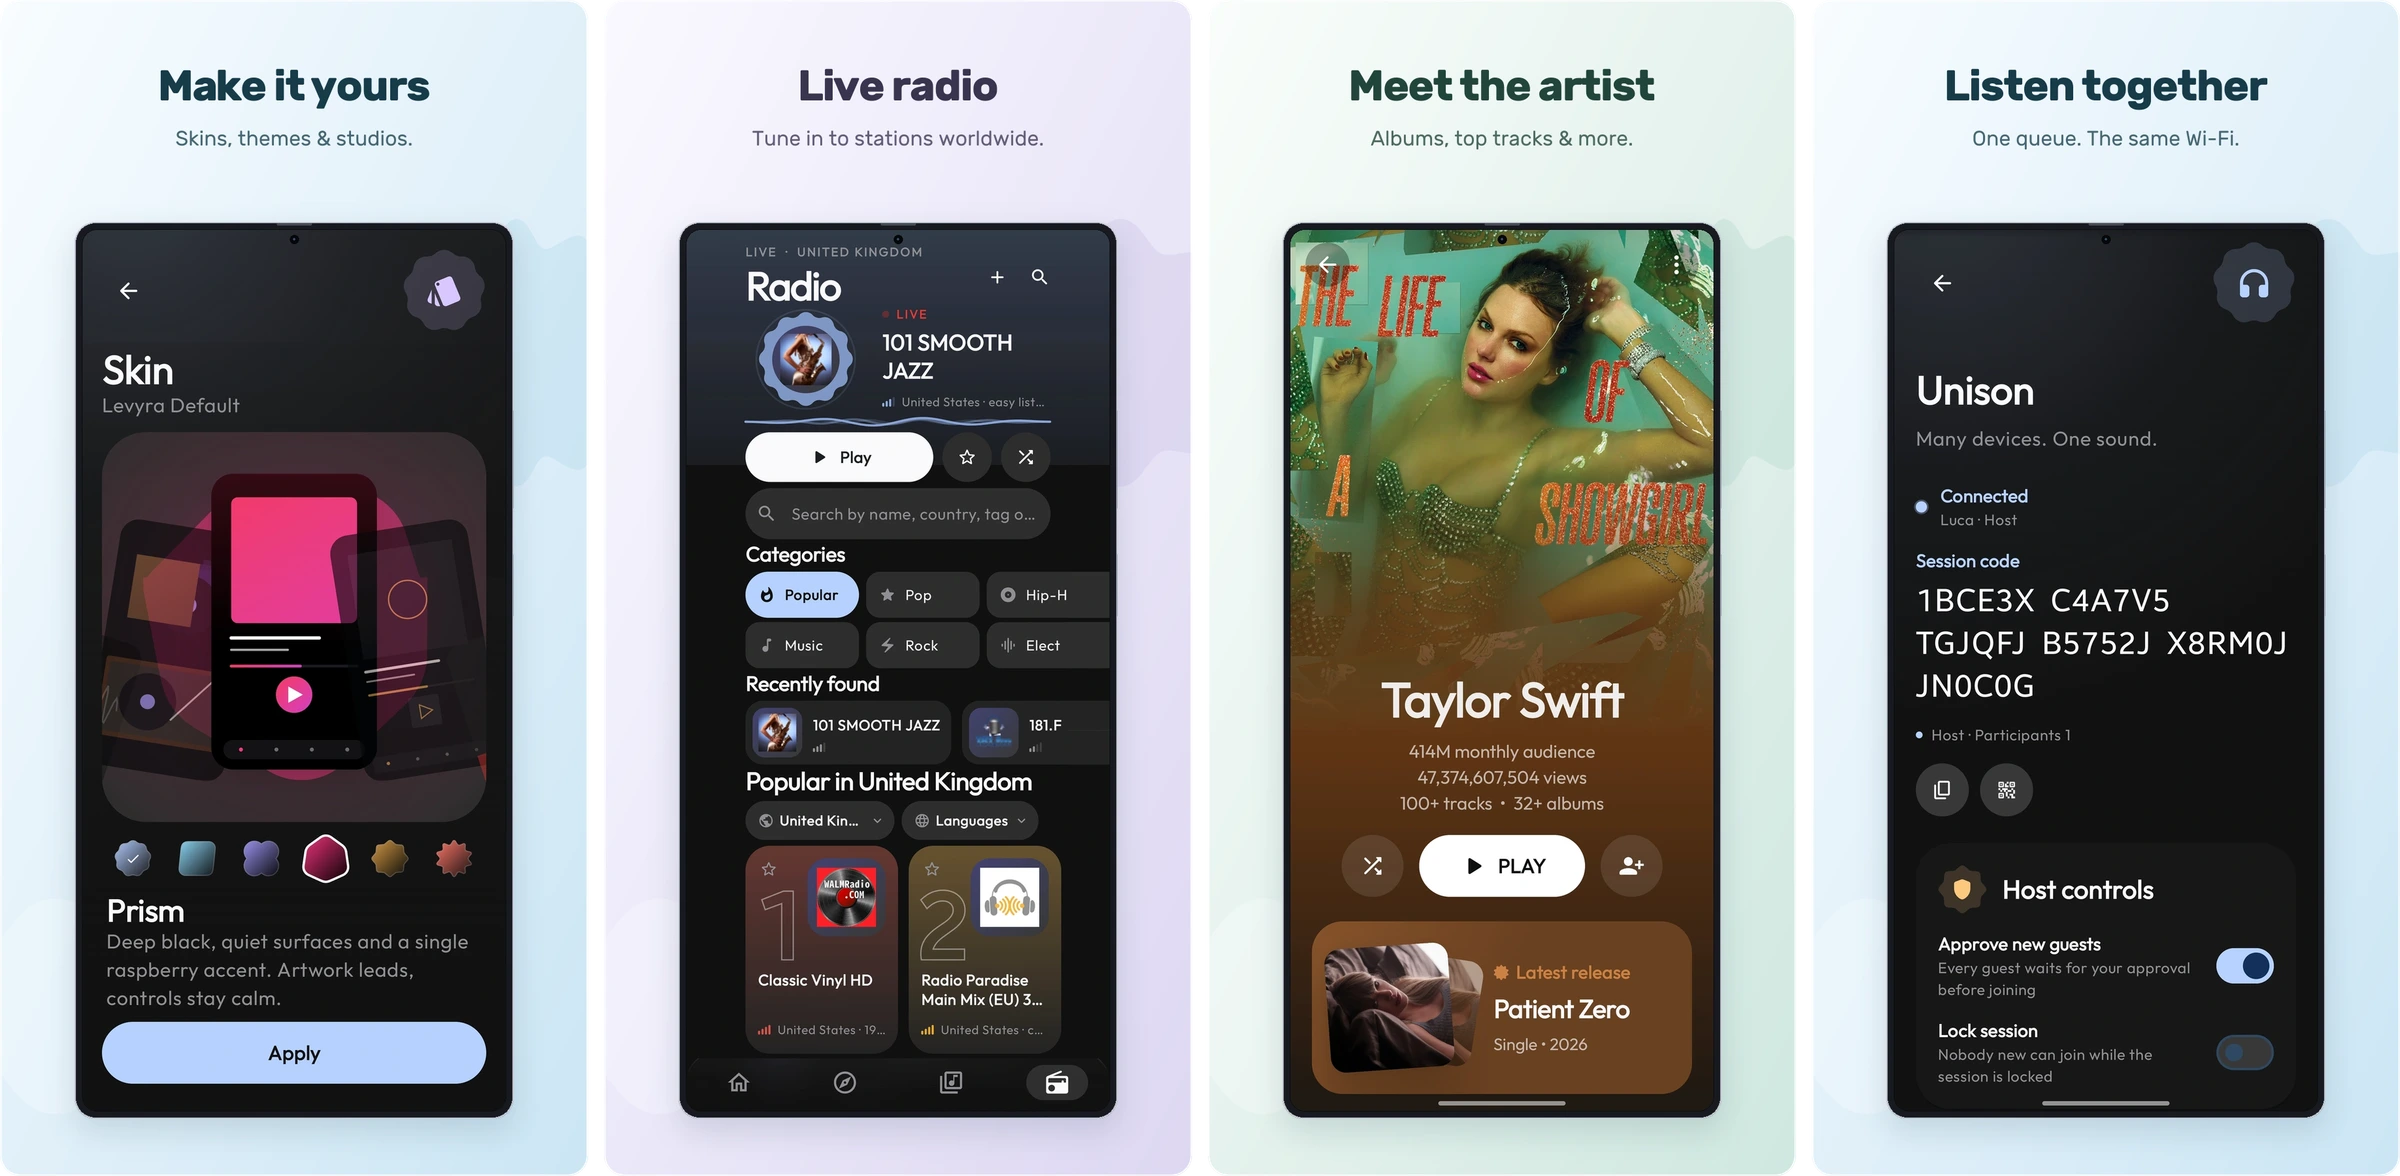 Make it yours
Skins, themes & studios.
Skin
Levyra Default
Prism
Deep black, quiet surfaces and a single
raspberry accent. Artwork leads,
controls stay calm.
Apply
Live radio
Tune in to stations worldwide.
LIVE · UNITED KINGDOM
Radio
LIVE
101 SMOOTH
JAZZ
United States · easy list...
Play
Search by name, country, tag o...
Categories
Popular
Pop
Hip-H
Music
Rock
Elect
Recently found
101 SMOOTH JAZZ
181.F
Popular in United Kingdom
United Kin...
Languages
1
WALMRadio
.COM
Classic Vinyl HD
United States · 19...
2
Radio Paradise
Main Mix (EU) 3...
United States · c...
Meet the artist
Albums, top tracks & more.
THE LIFE
OF
A
SHOWGIRL
Taylor Swift
414M monthly audience
47,374,607,504 views
100+ tracks • 32+ albums
PLAY
Latest release
Patient Zero
Single • 2026
Listen together
One queue. The same Wi-Fi.
Unison
Many devices. One sound.
Connected
Luca · Host
Session code
1BCE3X C4A7V5
TGJQFJ B5752J X8RM0J
JN0C0G
Host · Participants 1
Host controls
Approve new guests
Every guest waits for your approval
before joining
Lock session
Nobody new can join while the
session is locked